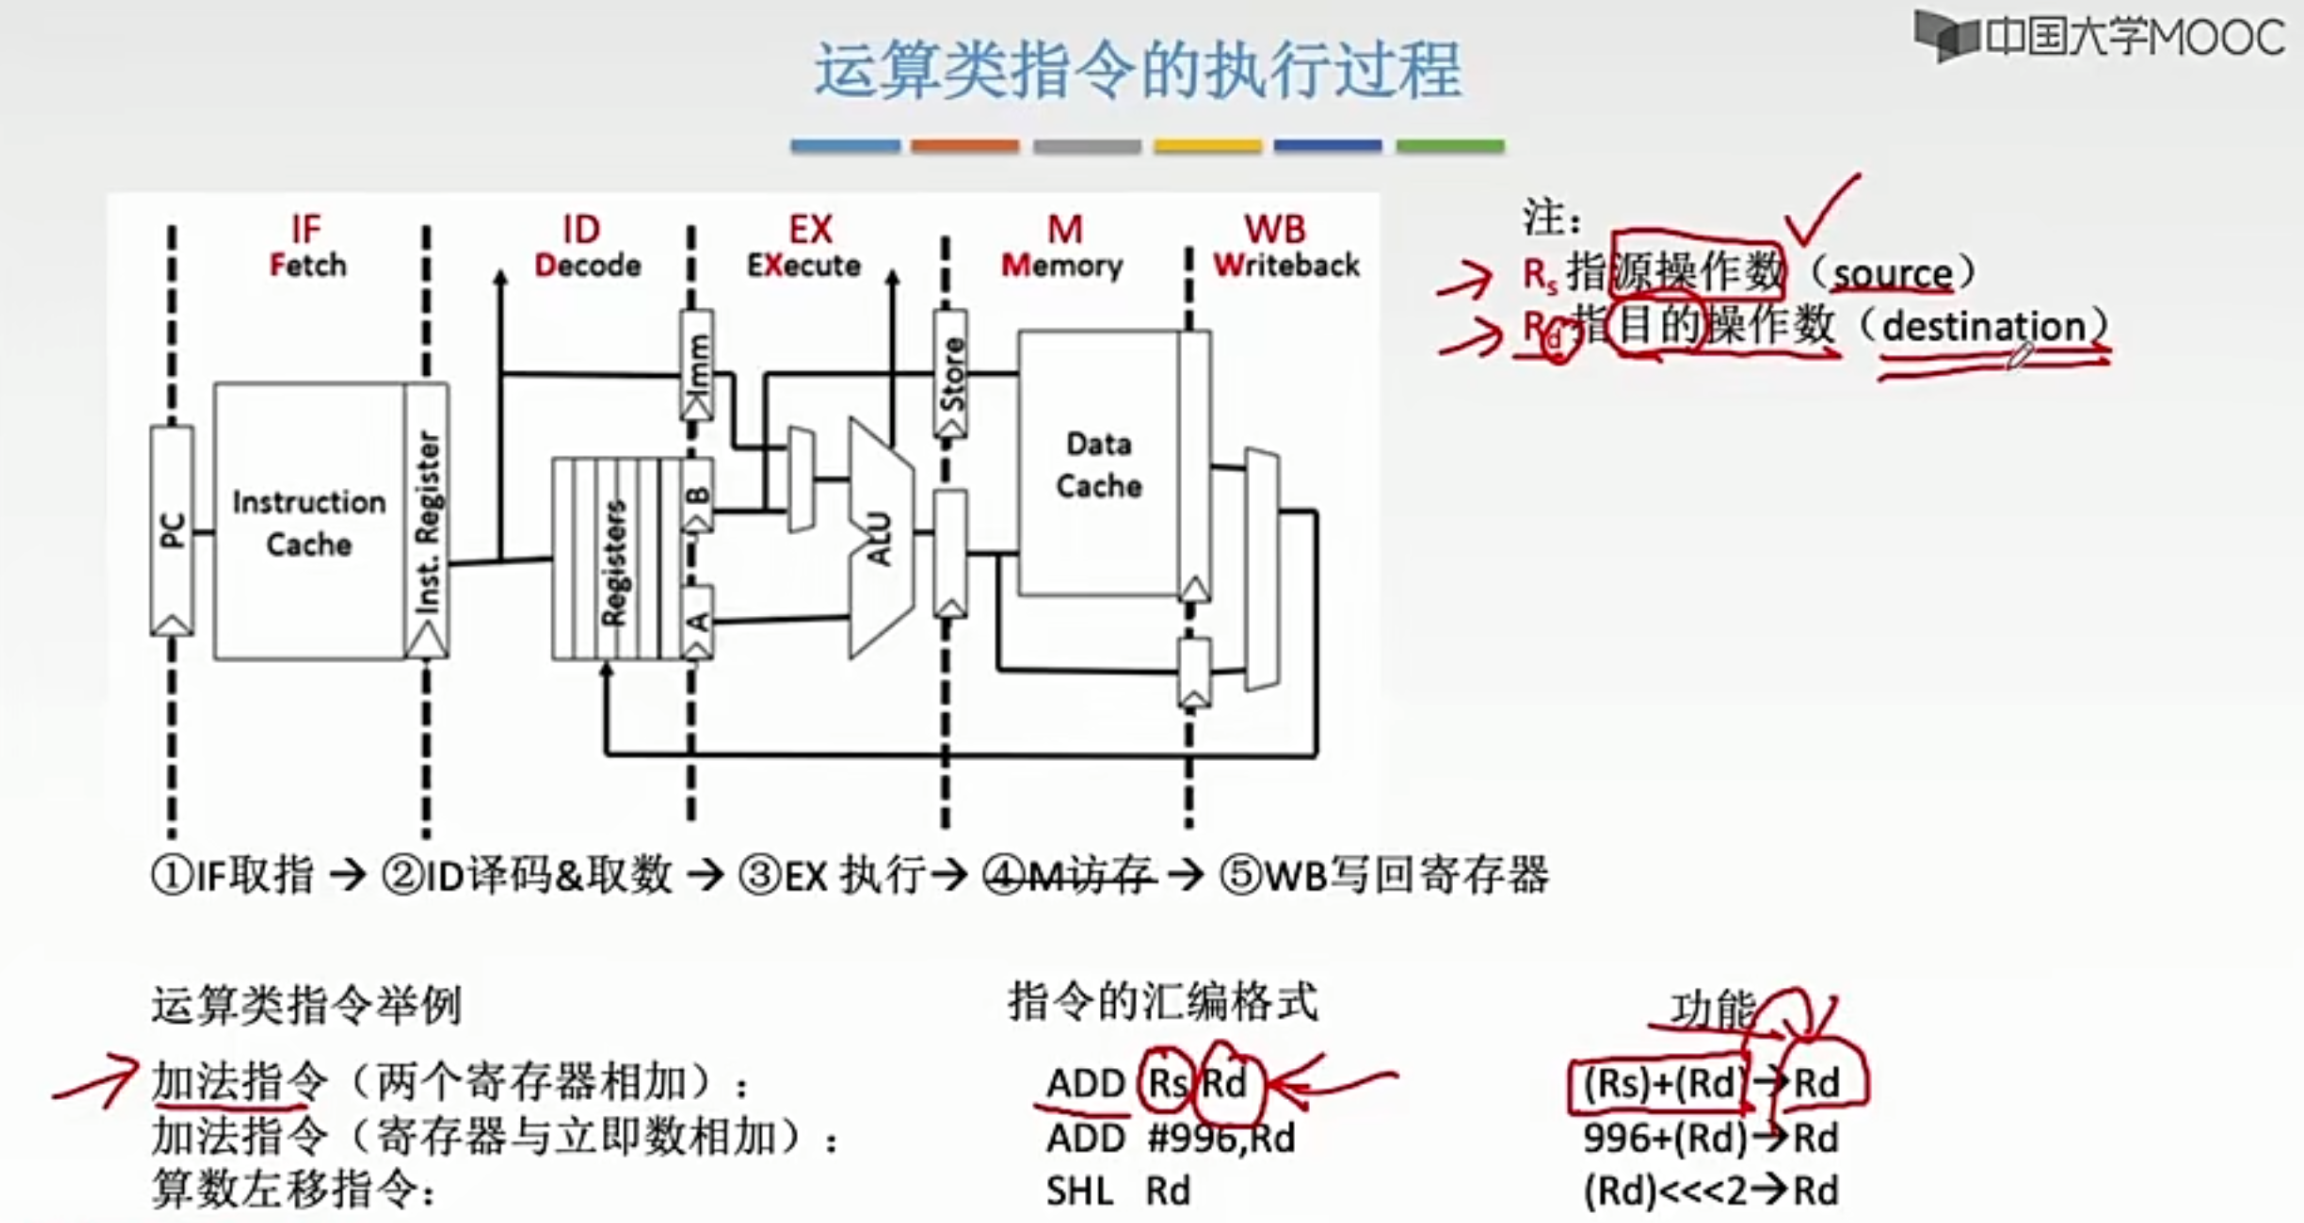 中国大学MOOC
运算类指令的执行过程
IF
Fetch
ID
Decode
EX
EXecute
M
Memory
WB
Writeback
PC
Instruction
Cache
Inst. Register
Registers
Imm
B
A
ALU
Store
Data
Cache
注：
Rs指源操作数（source）
Rd指目的操作数（destination）
①IF取指 → ②ID译码&取数 → ③EX 执行→ ④M访存 → ⑤WB写回寄存器
运算类指令举例 指令的汇编格式 功能
加法指令（两个寄存器相加）： ADD Rs Rd (Rs)+(Rd)→Rd
加法指令（寄存器与立即数相加）： ADD #996,Rd 996+(Rd)→Rd
算数左移指令： SHL Rd (Rd)<<<2→Rd